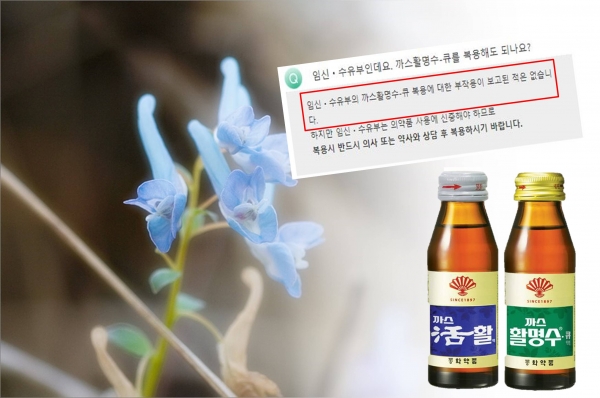 Q 임신·수유부인데요. 까스활명수-큐를 복용해도 되나요?
임신·수유부의 까스활명수-큐 복용에 대한 부작용이 보고된 적은 없습니
다.
하지만 임신·수유부는 의약품 사용에 신중해야 하므로
복용시 반드시 의사 또는 약사와 상담 후 복용하시기 바랍니다.
SINCE1897
까스
活활
동화약품
SINCE1897
까스
활명수·큐
동화약품